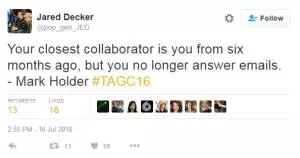 Jared Decker
@pop_gen_JED
Follow
Your closest collaborator is you from six
months ago, but you no longer answer emails.
- Mark Holder #TAGC16
RETWEETS LIKES
13 18
2:55 PM - 16 Jul 2016
13 18